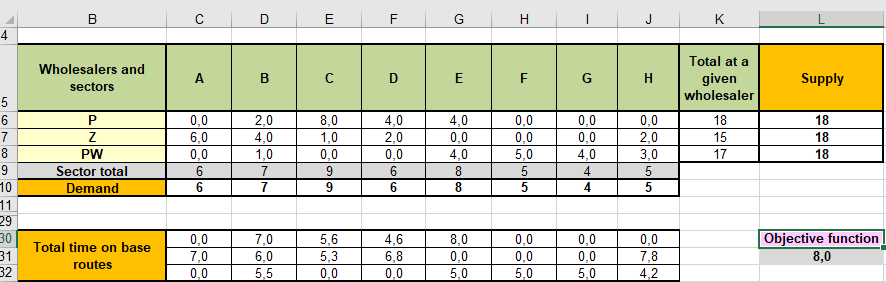 B C D E F G H I J K L
4
5 Wholesalers and sectors A B C D E F G H Total at a given wholesaler Supply
6 P 0,0 2,0 8,0 4,0 4,0 0,0 0,0 0,0 18 18
7 Z 6,0 4,0 1,0 2,0 0,0 0,0 0,0 2,0 15 18
8 PW 0,0 1,0 0,0 0,0 4,0 5,0 4,0 3,0 17 18
9 Sector total 6 7 9 6 8 5 4 5
10 Demand 6 7 9 6 8 5 4 5
11
29
30 Total time on base routes 0,0 7,0 5,6 4,6 8,0 0,0 0,0 0,0 Objective function
31 7,0 6,0 5,3 6,8 0,0 0,0 0,0 7,8 8,0
32 0,0 5,5 0,0 0,0 5,0 5,0 5,0 4,2